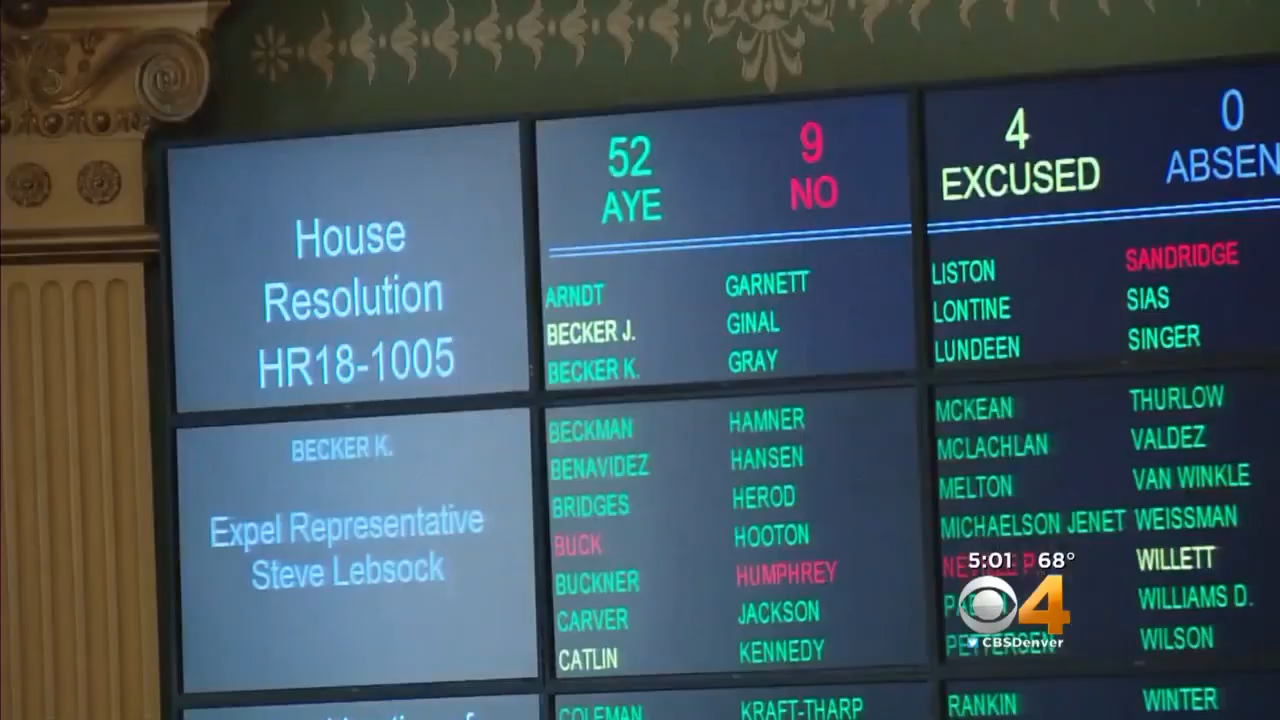 House
Resolution
HR18-1005
BECKER K.
Expel Representative
Steve Lebsock
52
AYE
9
NO
4
EXCUSED
0
ABSEN
ARNDT
BECKER J.
BECKER K.
BECKMAN
BENAVIDEZ
BRIDGES
BUCK
BUCKNER
CARVER
CATLIN
COLEMAN
GARNETT
GINAL
GRAY
HAMNER
HANSEN
HEROD
HOOTON
HUMPHREY
JACKSON
KENNEDY
KRAFT-THARP
LISTON
LONTINE
LUNDEEN
MCKEAN
MCLACHLAN
MELTON
MICHAELSON JENET
NEVILLE P.
PETTERSEN
RANKIN
SANDRIDGE
SIAS
SINGER
THURLOW
VALDEZ
VAN WINKLE
WEISSMAN
WILLETT
WILLIAMS D.
WILSON
WINTER
5:01 68°
4
CBSDenver